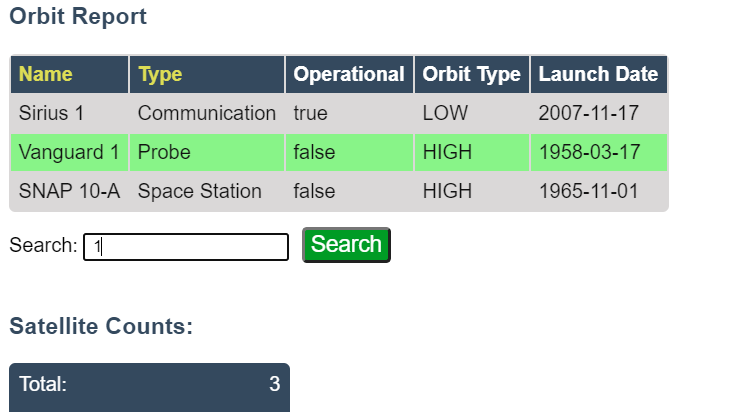 Orbit Report
Name Type Operational Orbit Type Launch Date
Sirius 1 Communication true LOW 2007-11-17
Vanguard 1 Probe false HIGH 1958-03-17
SNAP 10-A Space Station false HIGH 1965-11-01
Search: 1 Search
Satellite Counts:
Total: 3